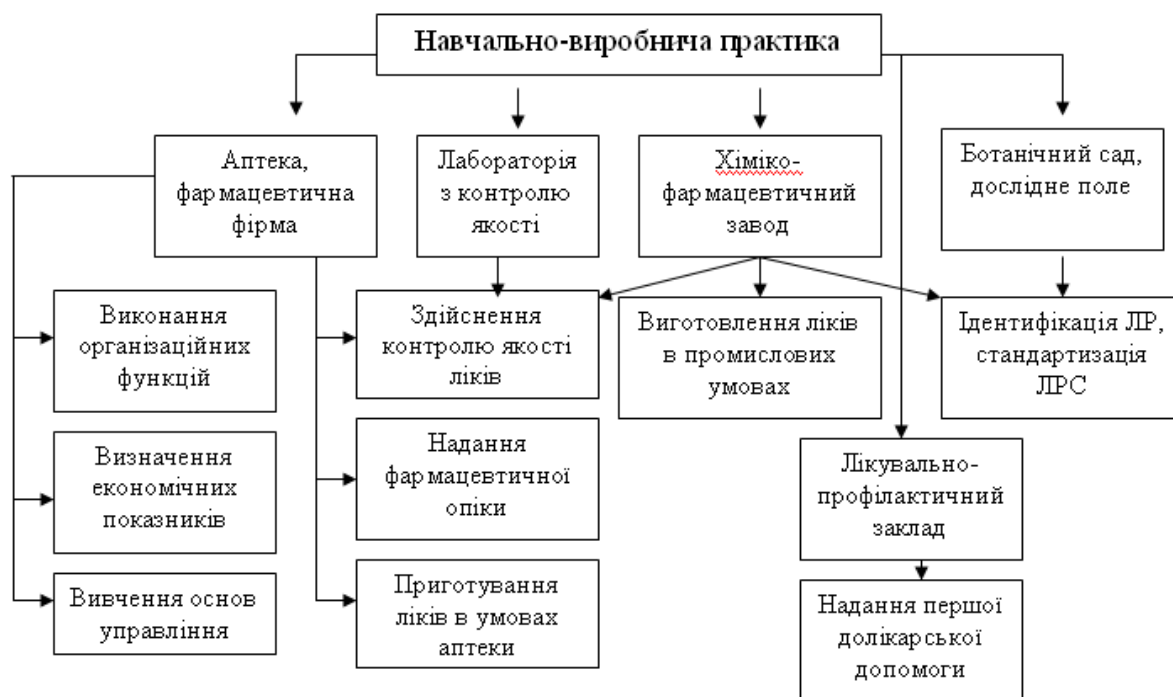 Навчально-виробнича практика
Аптека,
фармацевтична
фірма
Лабораторія
з контролю
якості
Хіміко-
фармацевтичний
завод
Ботанічний сад,
дослідне поле
Виконання
організаційних
функцій
Здійснення
контролю якості
ліків
Виготовлення ліків
в промислових
умовах
Ідентифікація ЛР,
стандартизація
ЛРС
Визначення
економічних
показників
Надання
фармацевтичної
опіки
Лікувально-
профілактичний
заклад
Вивчення основ
управління
Приготування
ліків в умовах
аптеки
Надання першої
долікарської
допомоги